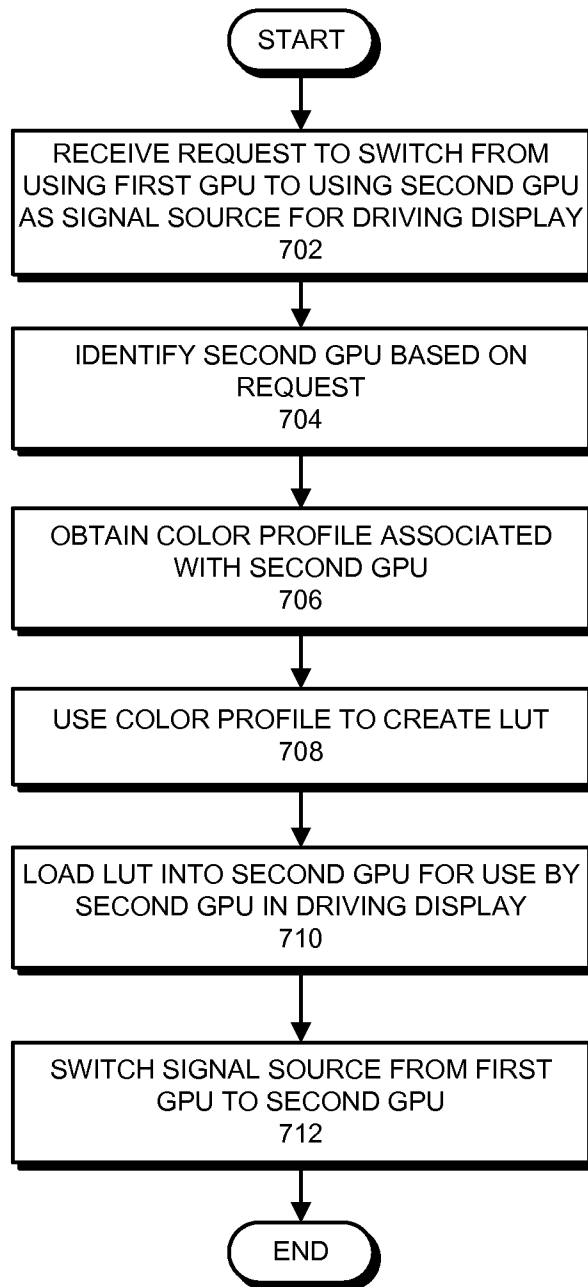 START
RECEIVE REQUEST TO SWITCH FROM
USING FIRST GPU TO USING SECOND GPU
AS SIGNAL SOURCE FOR DRIVING DISPLAY
702
IDENTIFY SECOND GPU BASED ON
REQUEST
704
OBTAIN COLOR PROFILE ASSOCIATED
WITH SECOND GPU
706
USE COLOR PROFILE TO CREATE LUT
708
LOAD LUT INTO SECOND GPU FOR USE BY
SECOND GPU IN DRIVING DISPLAY
710
SWITCH SIGNAL SOURCE FROM FIRST
GPU TO SECOND GPU
712
END